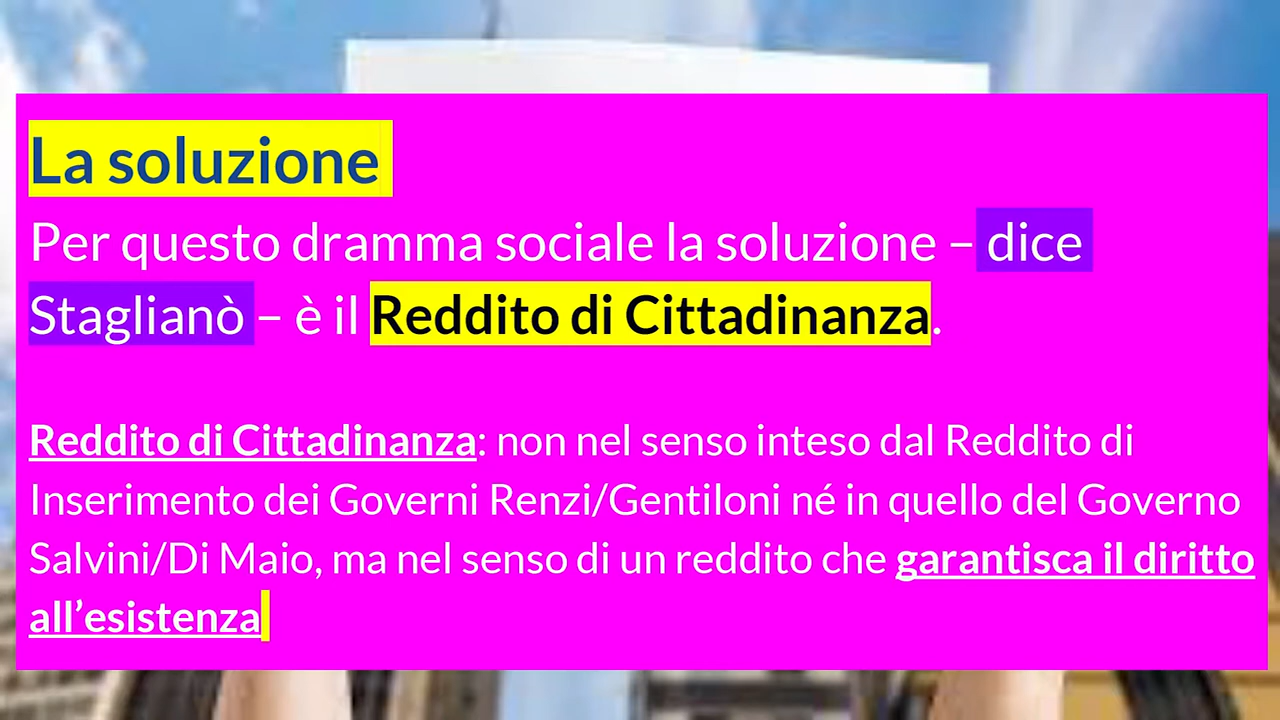 La soluzione
Per questo dramma sociale la soluzione – dice
Staglianò – è il Reddito di Cittadinanza.
Reddito di Cittadinanza: non nel senso inteso dal Reddito di
Inserimento dei Governi Renzi/Gentiloni né in quello del Governo
Salvini/Di Maio, ma nel senso di un reddito che garantisca il diritto
all’esistenza